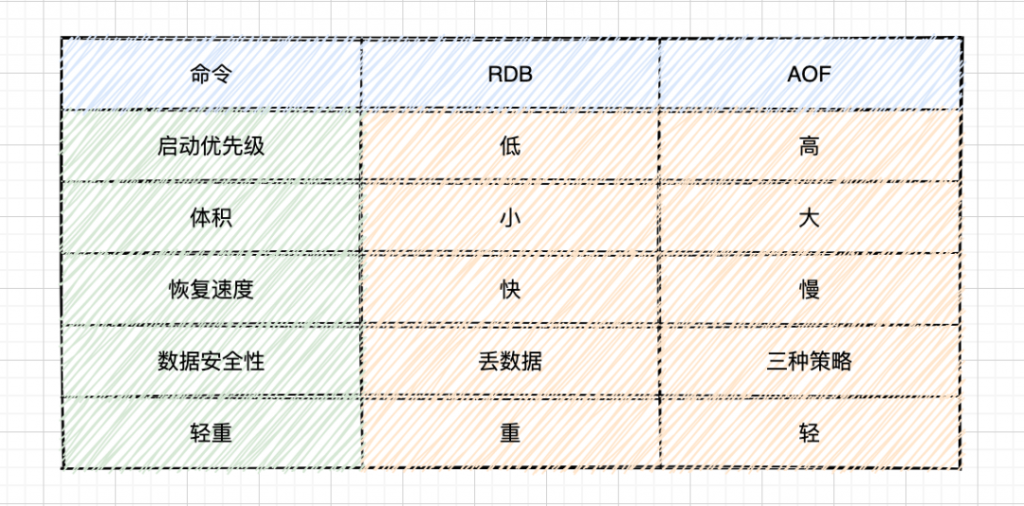 命令 RDB AOF
启动优先级 低 高
体积 小 大
恢复速度 快 慢
数据安全性 丢数据 三种策略
轻重 重 轻